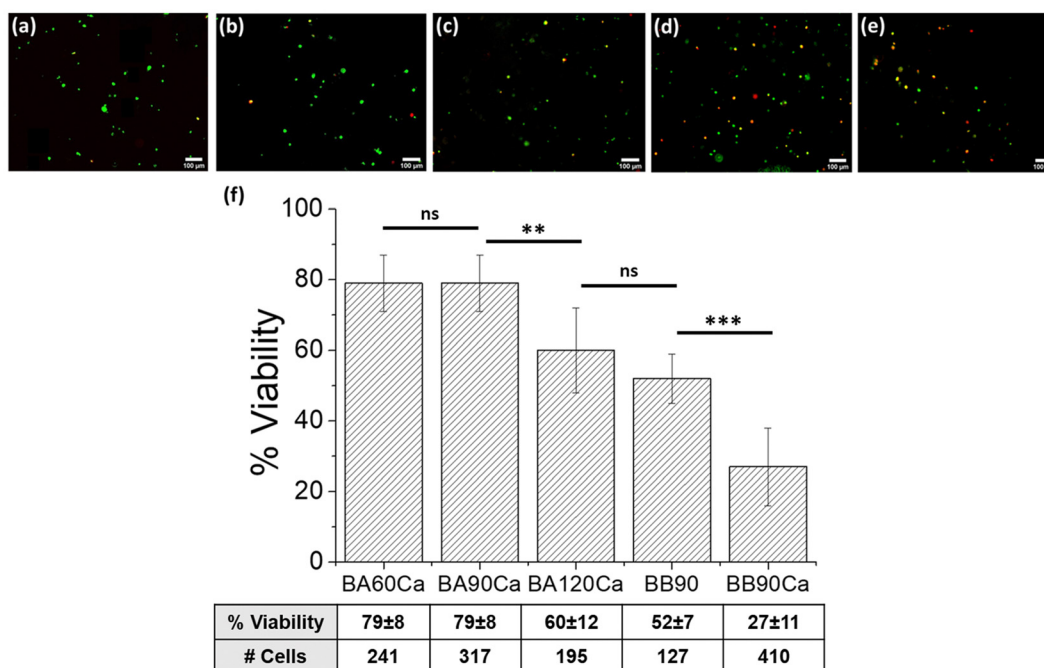 (a) (b) (c) (d) (e)
100 μm 100 μm 100 μm 100 μm 100 μm
(f)
100
ns
**
80
ns
***
60
40
20
0
% Viability
BA60Ca BA90Ca BA120Ca BB90 BB90Ca
% Viability 79±8 79±8 60±12 52±7 27±11
# Cells 241 317 195 127 410